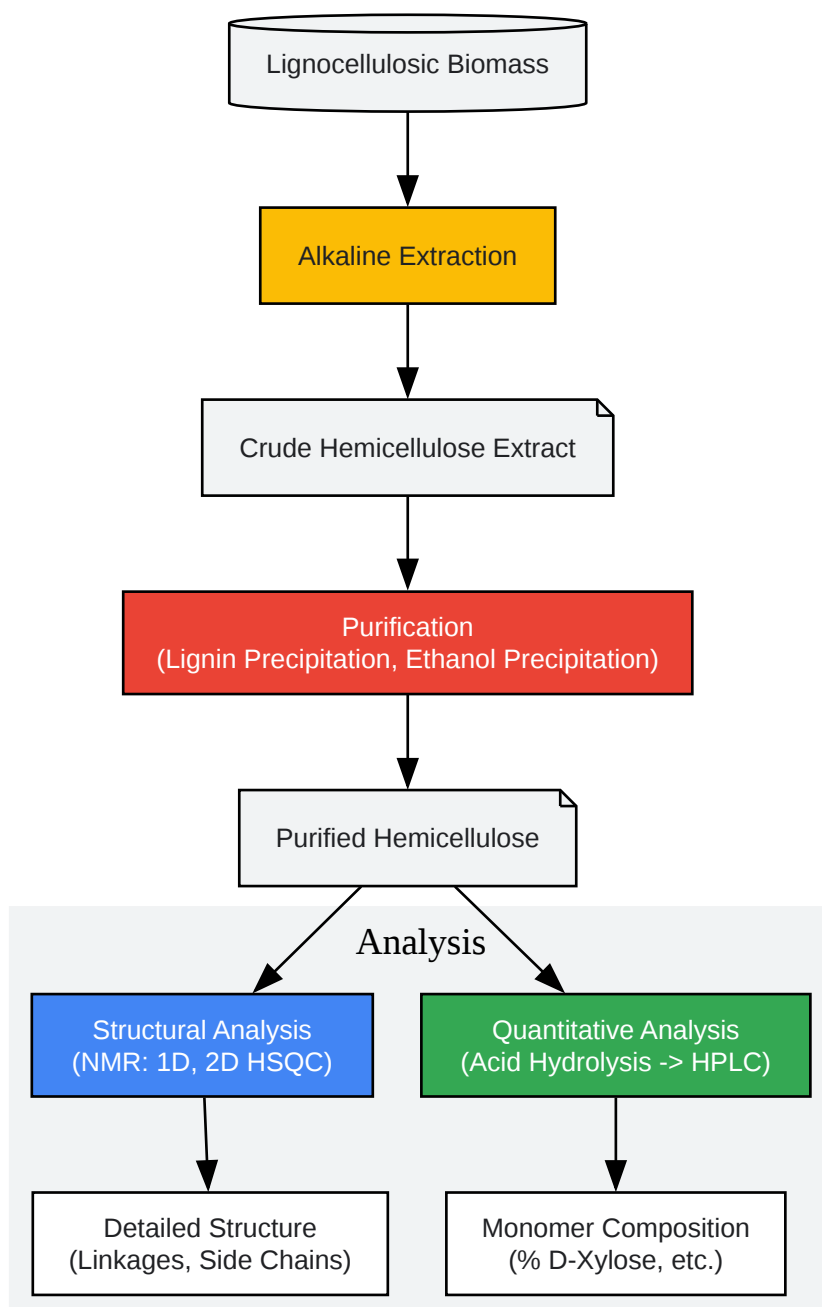 Lignocellulosic Biomass
Alkaline Extraction
Crude Hemicellulose Extract
Purification
(Lignin Precipitation, Ethanol Precipitation)
Purified Hemicellulose
Analysis
Structural Analysis
(NMR: 1D, 2D HSQC)
Quantitative Analysis
(Acid Hydrolysis -> HPLC)
Detailed Structure
(Linkages, Side Chains)
Monomer Composition
(% D-Xylose, etc.)